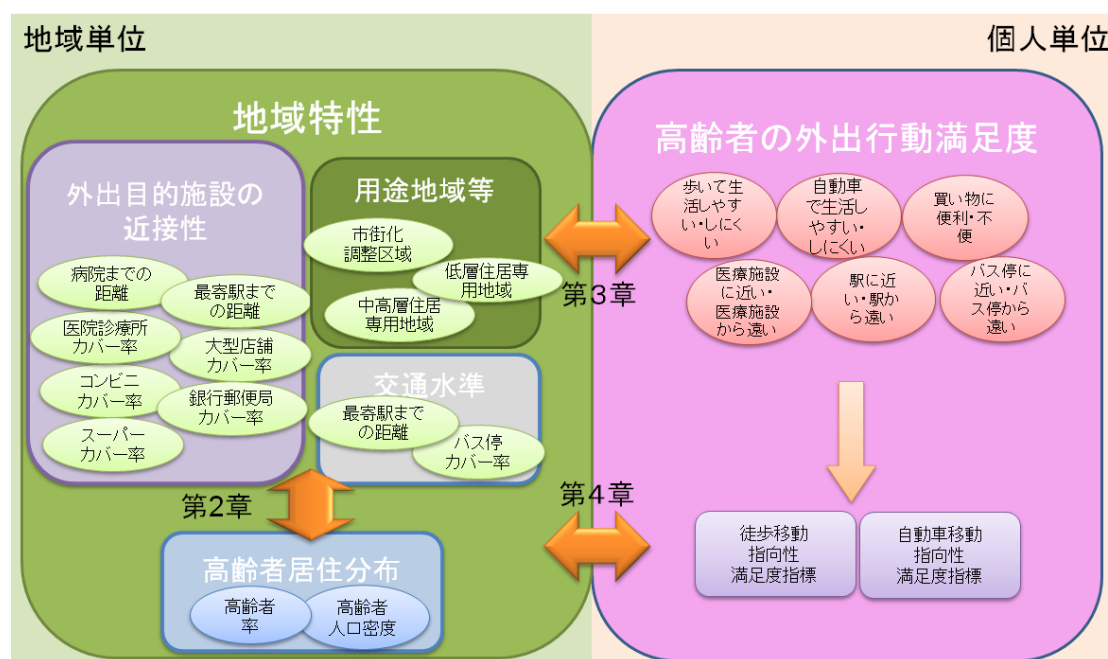 地域単位
個人単位
地域特性
外出目的施設の
近接性
病院までの
距離
最寄駅まで
の距離
医院診療所
カバー率
大型店舗
カバー率
コンビニ
カバー率
銀行郵便局
カバー率
スーパー
カバー率
用途地域等
市街化
調整区域
低層住居専
用地域
中高層住居
専用地域
交通水準
最寄駅まで
の距離
バス停
カバー率
第2章
高齢者居住分布
高齢者
率
高齢者
人口密度
第3章
第4章
高齢者の外出行動満足度
歩いて生
活しやす
い・しにく
い
自動車
で生活し
やすい・
しにくい
買い物に
便利・不
便
医療施設
に近い・
医療施設
から遠い
駅に近
い・駅か
ら遠い
バス停に
近い・バ
ス停から
遠い
徒歩移動
指向性
満足度指標
自動車移動
指向性
満足度指標